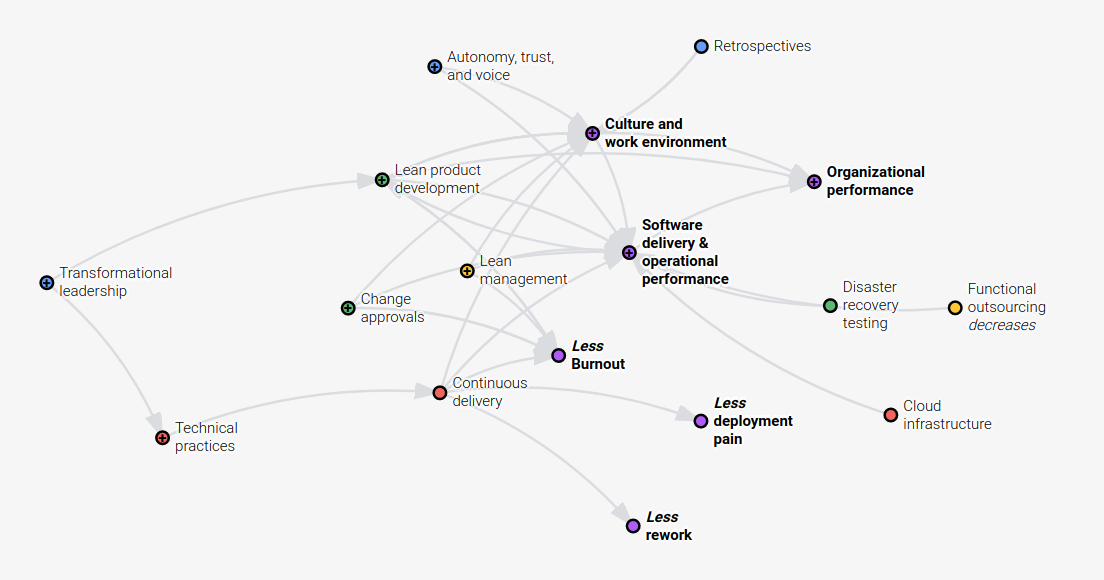 Autonomy, trust,
and voice
Retrospectives
Culture and
work environment
Lean product
development
Organizational
performance
Software
delivery &
operational
performance
Transformational
leadership
Lean
management
Change
approvals
Disaster
recovery
testing
Functional
outsourcing
decreases
Less
Burnout
Continuous
delivery
Less
deployment
pain
Cloud
infrastructure
Technical
practices
Less
rework